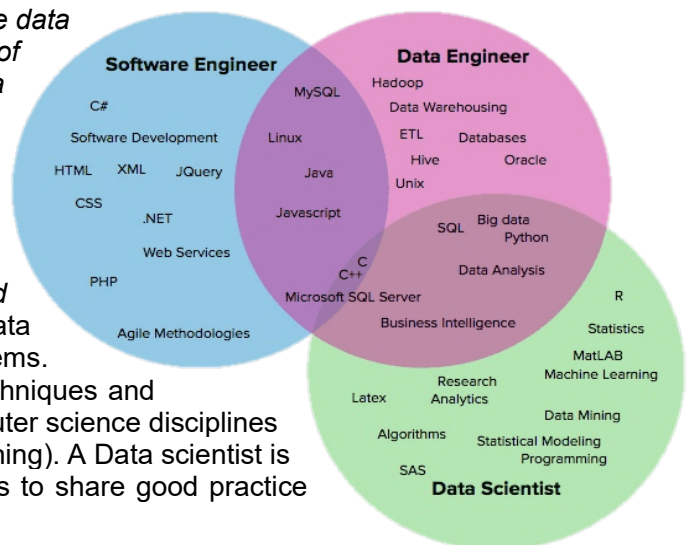 e data
of
a
Software Engineer
Data Engineer
C#
Software Development
HTML XML JQuery
CSS
.NET
Web Services
PHP
Agile Methodologies
MySQL
Linux
Java
Javascript
Hadoop
Data Warehousing
ETL Databases
Hive Oracle
Unix
SQL Big data
Python
Data Analysis
C
C++
Microsoft SQL Server
Business Intelligence
R
Statistics
MatLAB
Machine Learning
Research
Analytics
Latex
Data Mining
Algorithms
Statistical Modeling
Programming
SAS
Data Scientist
d
ata
ems.
chniques and
uter science disciplines
ning). A Data scientist is
s to share good practice